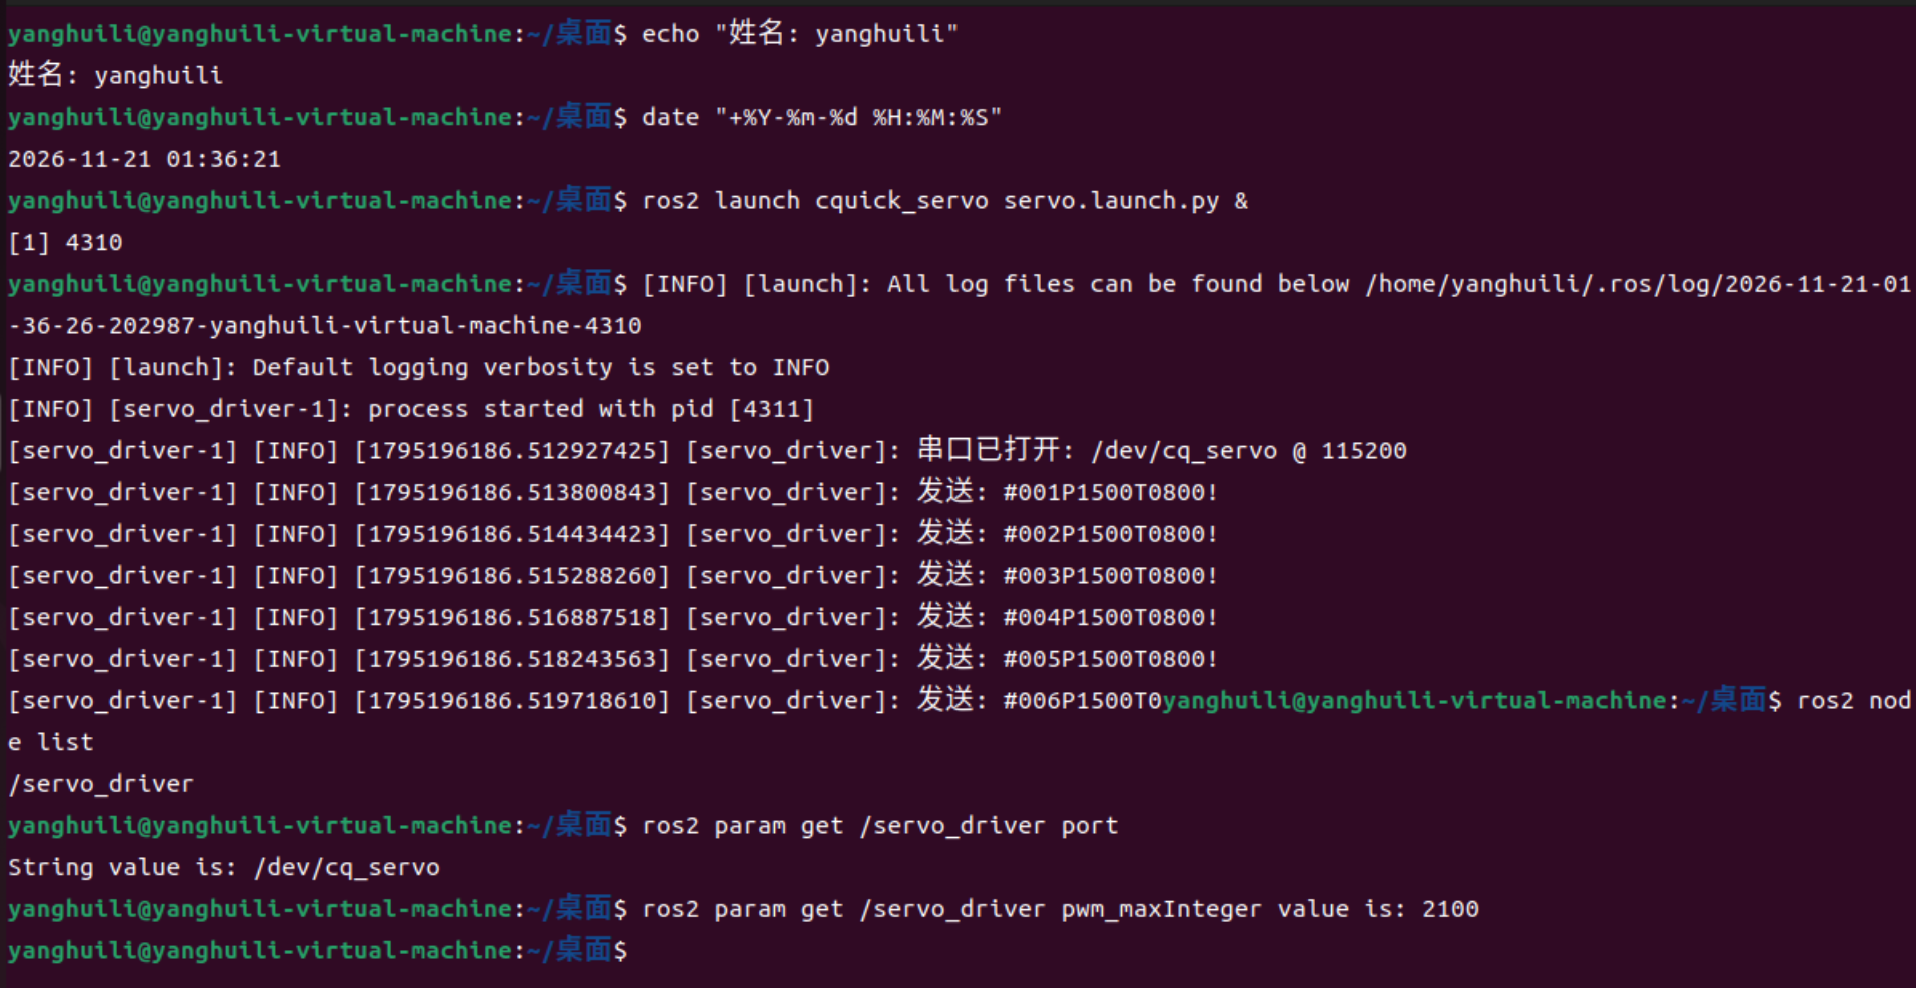 yanghuili@yanghuili-virtual-machine:~/桌面$ echo "姓名: yanghuili"
姓名: yanghuili
yanghuili@yanghuili-virtual-machine:~/桌面$ date "+%Y-%m-%d %H:%M:%S"
2026-11-21 01:36:21
yanghuili@yanghuili-virtual-machine:~/桌面$ ros2 launch cquick_servo servo.launch.py &
[1] 4310
yanghuili@yanghuili-virtual-machine:~/桌面$ [INFO] [launch]: All log files can be found below /home/yanghuili/.ros/log/2026-11-21-01
-36-26-202987-yanghuili-virtual-machine-4310
[INFO] [launch]: Default logging verbosity is set to INFO
[INFO] [servo_driver-1]: process started with pid [4311]
[servo_driver-1] [INFO] [1795196186.512927425] [servo_driver]: 串口已打开: /dev/cq_servo @ 115200
[servo_driver-1] [INFO] [1795196186.513800843] [servo_driver]: 发送: #001P1500T0800!
[servo_driver-1] [INFO] [1795196186.514434423] [servo_driver]: 发送: #002P1500T0800!
[servo_driver-1] [INFO] [1795196186.515288260] [servo_driver]: 发送: #003P1500T0800!
[servo_driver-1] [INFO] [1795196186.516887518] [servo_driver]: 发送: #004P1500T0800!
[servo_driver-1] [INFO] [1795196186.518243563] [servo_driver]: 发送: #005P1500T0800!
[servo_driver-1] [INFO] [1795196186.519718610] [servo_driver]: 发送: #006P1500T0yanghuili@yanghuili-virtual-machine:~/桌面$ ros2 nod
e list
/servo_driver
yanghuili@yanghuili-virtual-machine:~/桌面$ ros2 param get /servo_driver port
String value is: /dev/cq_servo
yanghuili@yanghuili-virtual-machine:~/桌面$ ros2 param get /servo_driver pwm_maxInteger value is: 2100
yanghuili@yanghuili-virtual-machine:~/桌面$